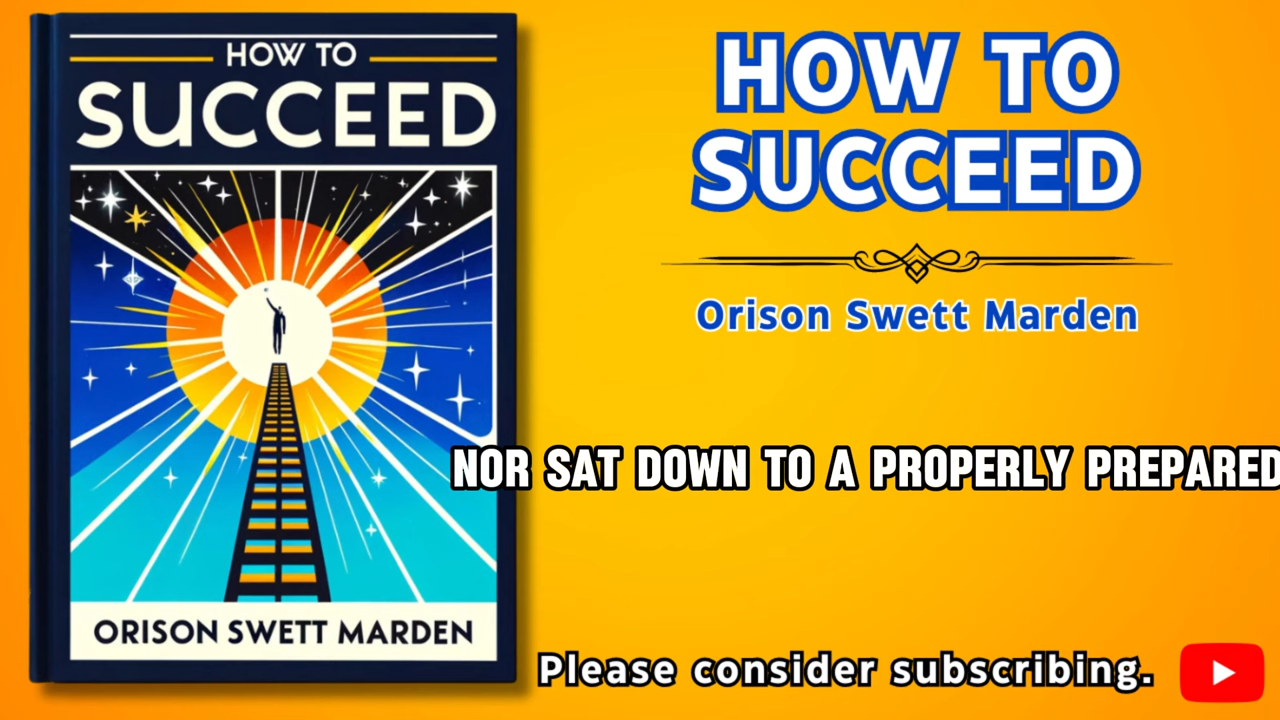 HOW TO
SUCCEED
ORISON SWETT MARDEN
HOW TO
SUCCEED
Orison Swett Marden
NOR SAT DOWN TO A PROPERLY PREPARED
Please consider subscribing.